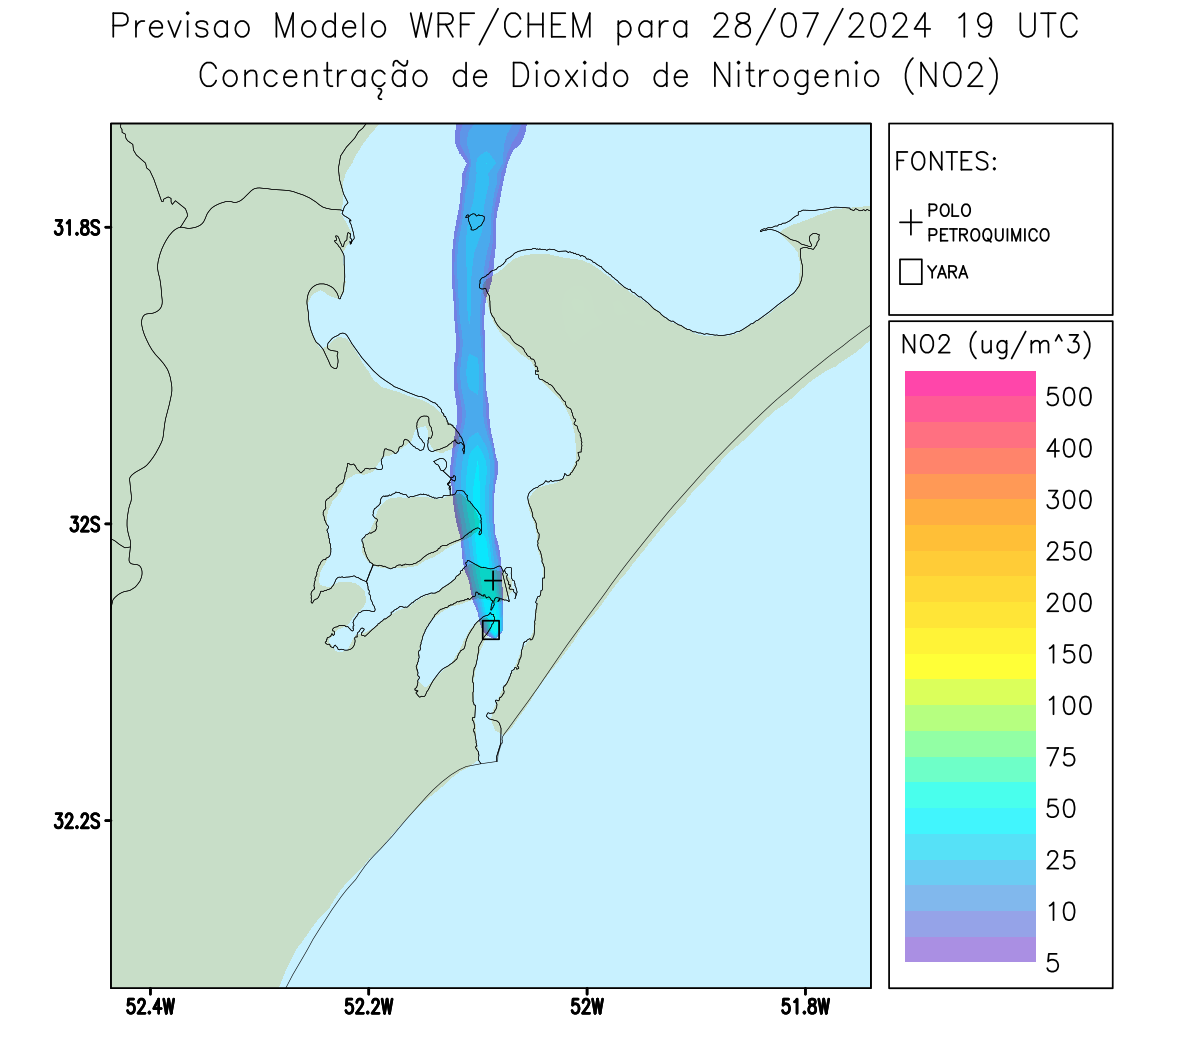 Previsao Modelo WRF/CHEM para 28/07/2024 19 UTC
Concentração de Dioxido de Nitrogenio (NO2)
FONTES:
POLO
PETROQUIMICO
YARA
NO2 (ug/m^3)
500
400
300
250
200
150
100
75
50
25
10
5
31.8S
32S
32.2S
52.4W
52.2W
52W
51.8W